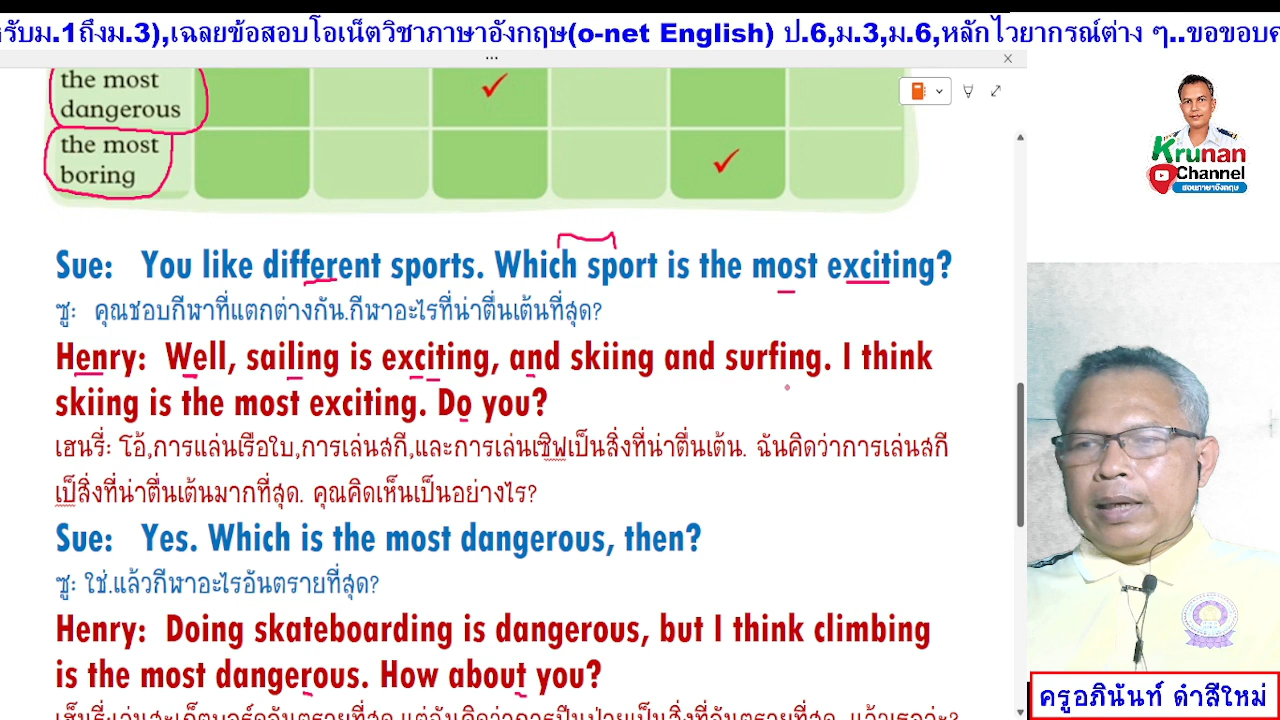 รับม.1ถึงม.3),เฉลยข้อสอบโอเน็ตวิชาภาษาอังกฤษ(o-net English) ป.6,ม.3,ม.6,หลักไวยากรณ์ต่าง ๆ..ขอขอบค
the most
dangerous
the most
boring
Krunan
Channel
สอนภาษาอังกฤษ
Sue: You like different sports. Which sport is the most exciting?
ซู: คุณชอบกีฬาที่แตกต่างกัน.กีฬาอะไรที่น่าตื่นเต้นที่สุด?
Henry: Well, sailing is exciting, and skiing and surfing. I think
skiing is the most exciting. Do you?
เฮนรี่: โอ้,การแล่นเรือใบ,การเล่นสกี,และการเล่นเซิฟเป็นสิ่งที่น่าตื่นเต้น. ฉันคิดว่าการเล่นสกี
เป็สิ่งที่น่าตื่นเต้นมากที่สุด. คุณคิดเห็นเป็นอย่างไร?
Sue: Yes. Which is the most dangerous, then?
ซู: ใช่.แล้วกีฬาอะไรอันตรายที่สุด?
Henry: Doing skateboarding is dangerous, but I think climbing
is the most dangerous. How about you?
ครูอภินันท์ ดำสีใหม่